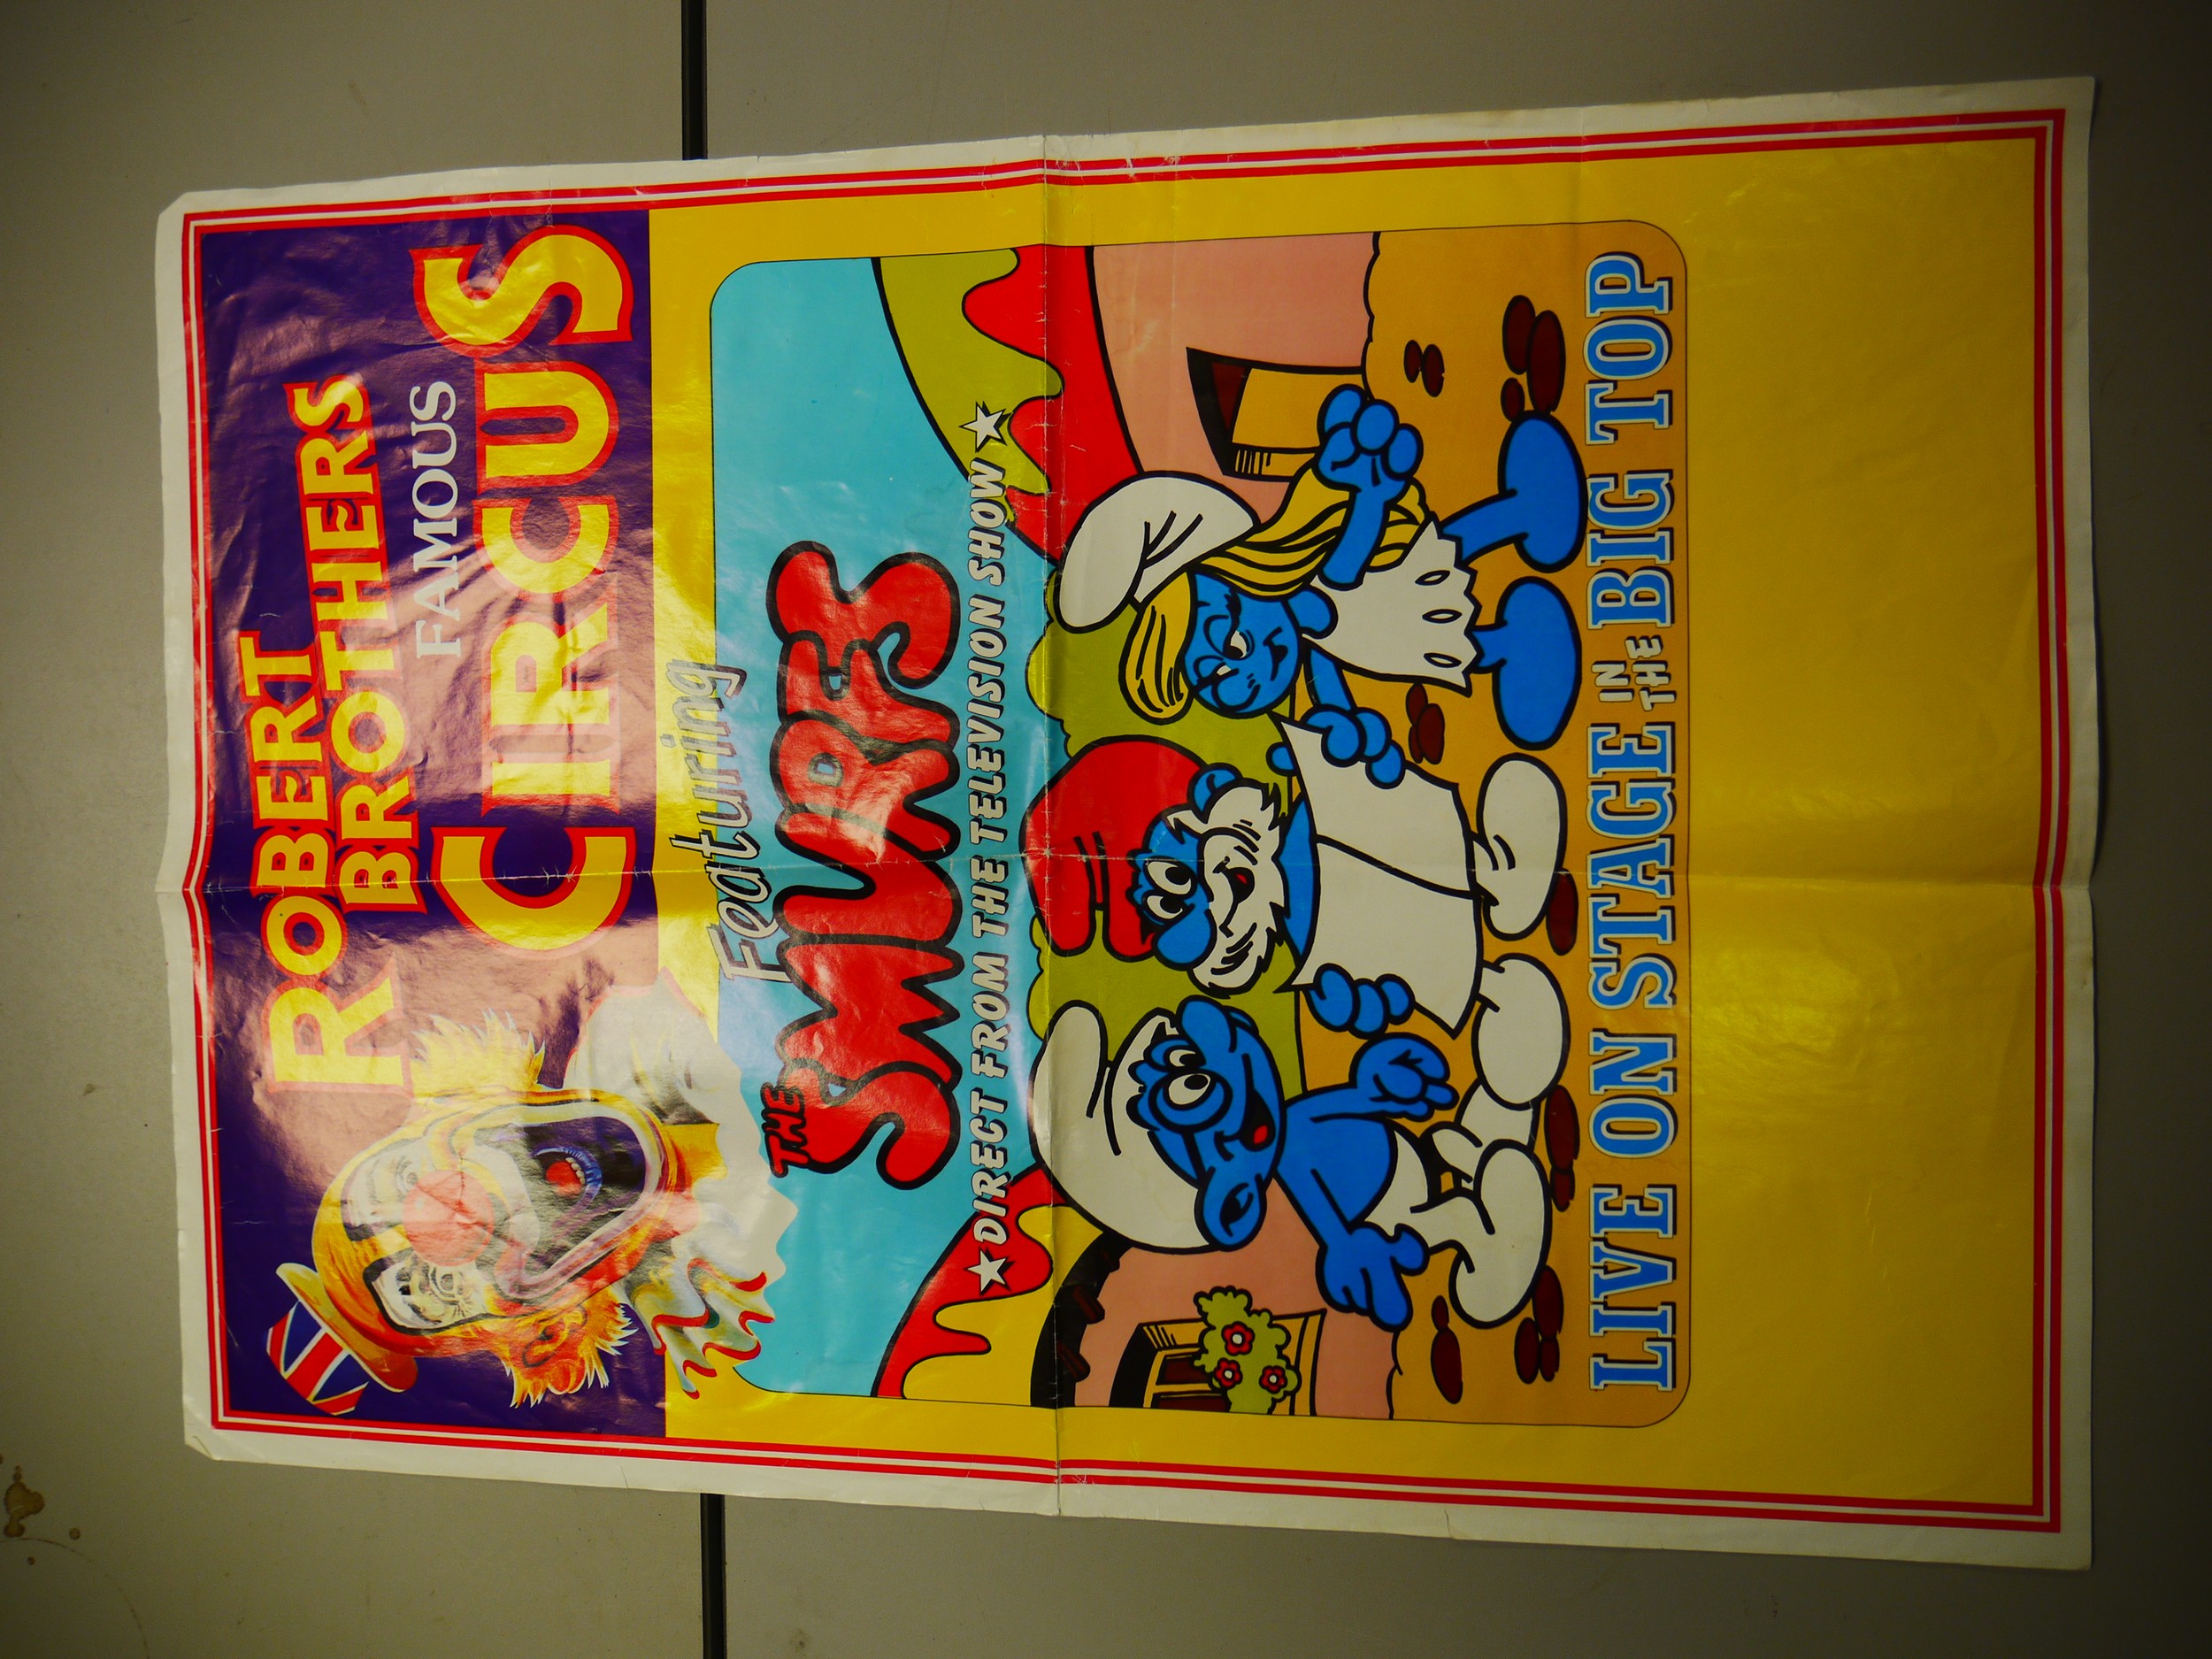 ROBERT
BROTHERS
FAMOUS
CIRCUS
Featuring
THE
SMURFS
★DIRECT FROM THE TELEVISION SHOW★
LIVE ON STAGE IN THE BIG TOP